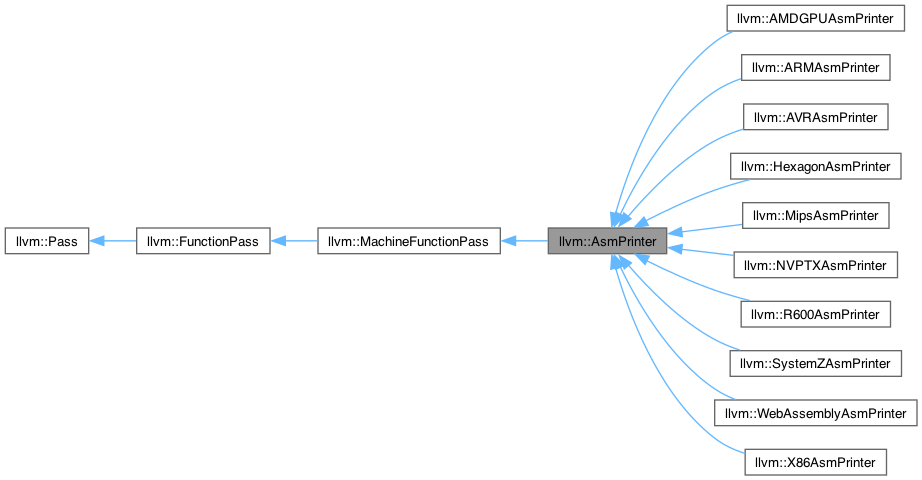 llvm::AMDGPUAsmPrinter
llvm::ARMAsmPrinter
llvm::AVRAsmPrinter
llvm::HexagonAsmPrinter
llvm::MipsAsmPrinter
llvm::Pass
llvm::FunctionPass
llvm::MachineFunctionPass
llvm::AsmPrinter
llvm::NVPTXAsmPrinter
llvm::R600AsmPrinter
llvm::SystemZAsmPrinter
llvm::WebAssemblyAsmPrinter
llvm::X86AsmPrinter